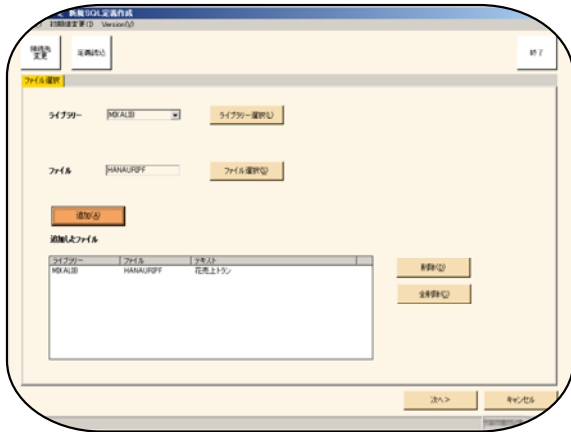 新規SQL定義作成
初期値変更(I) Version(V)
接続先
変更
定義読込
終了
ファイル選択
ライブラリー
MIKALIB
ライブラリー選択(L)
ファイル
HANAURIPF
ファイル選択(S)
追加(A)
追加したファイル
ライブラリー ファイル テキスト
MIKALIB HANAURIPF 花売上トラン
削除(D)
全削除(C)
次へ>
キャンセル